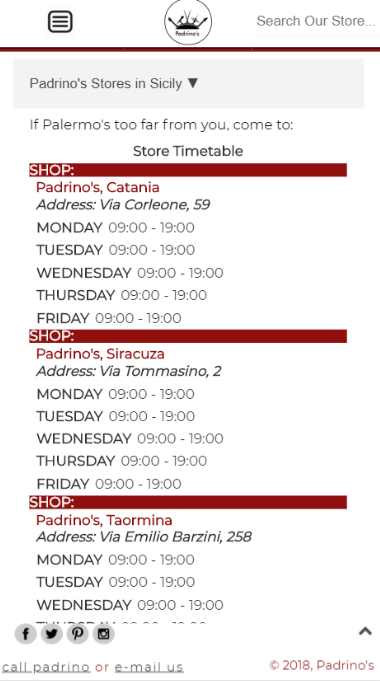 Padrino's
Search Our Store...
Padrino's Stores in Sicily ▼
If Palermo's too far from you, come to:
Store Timetable
SHOP:
Padrino's, Catania
Address: Via Corleone, 59
MONDAY 09:00 - 19:00
TUESDAY 09:00 - 19:00
WEDNESDAY 09:00 - 19:00
THURSDAY 09:00 - 19:00
FRIDAY 09:00 - 19:00
SHOP:
Padrino's, Siracuza
Address: Via Tommasino, 2
MONDAY 09:00 - 19:00
TUESDAY 09:00 - 19:00
WEDNESDAY 09:00 - 19:00
THURSDAY 09:00 - 19:00
FRIDAY 09:00 - 19:00
SHOP:
Padrino's, Taormina
Address: Via Emilio Barzini, 258
MONDAY 09:00 - 19:00
TUESDAY 09:00 - 19:00
WEDNESDAY 09:00 - 19:00
call padrino or e-mail us
© 2018, Padrino's